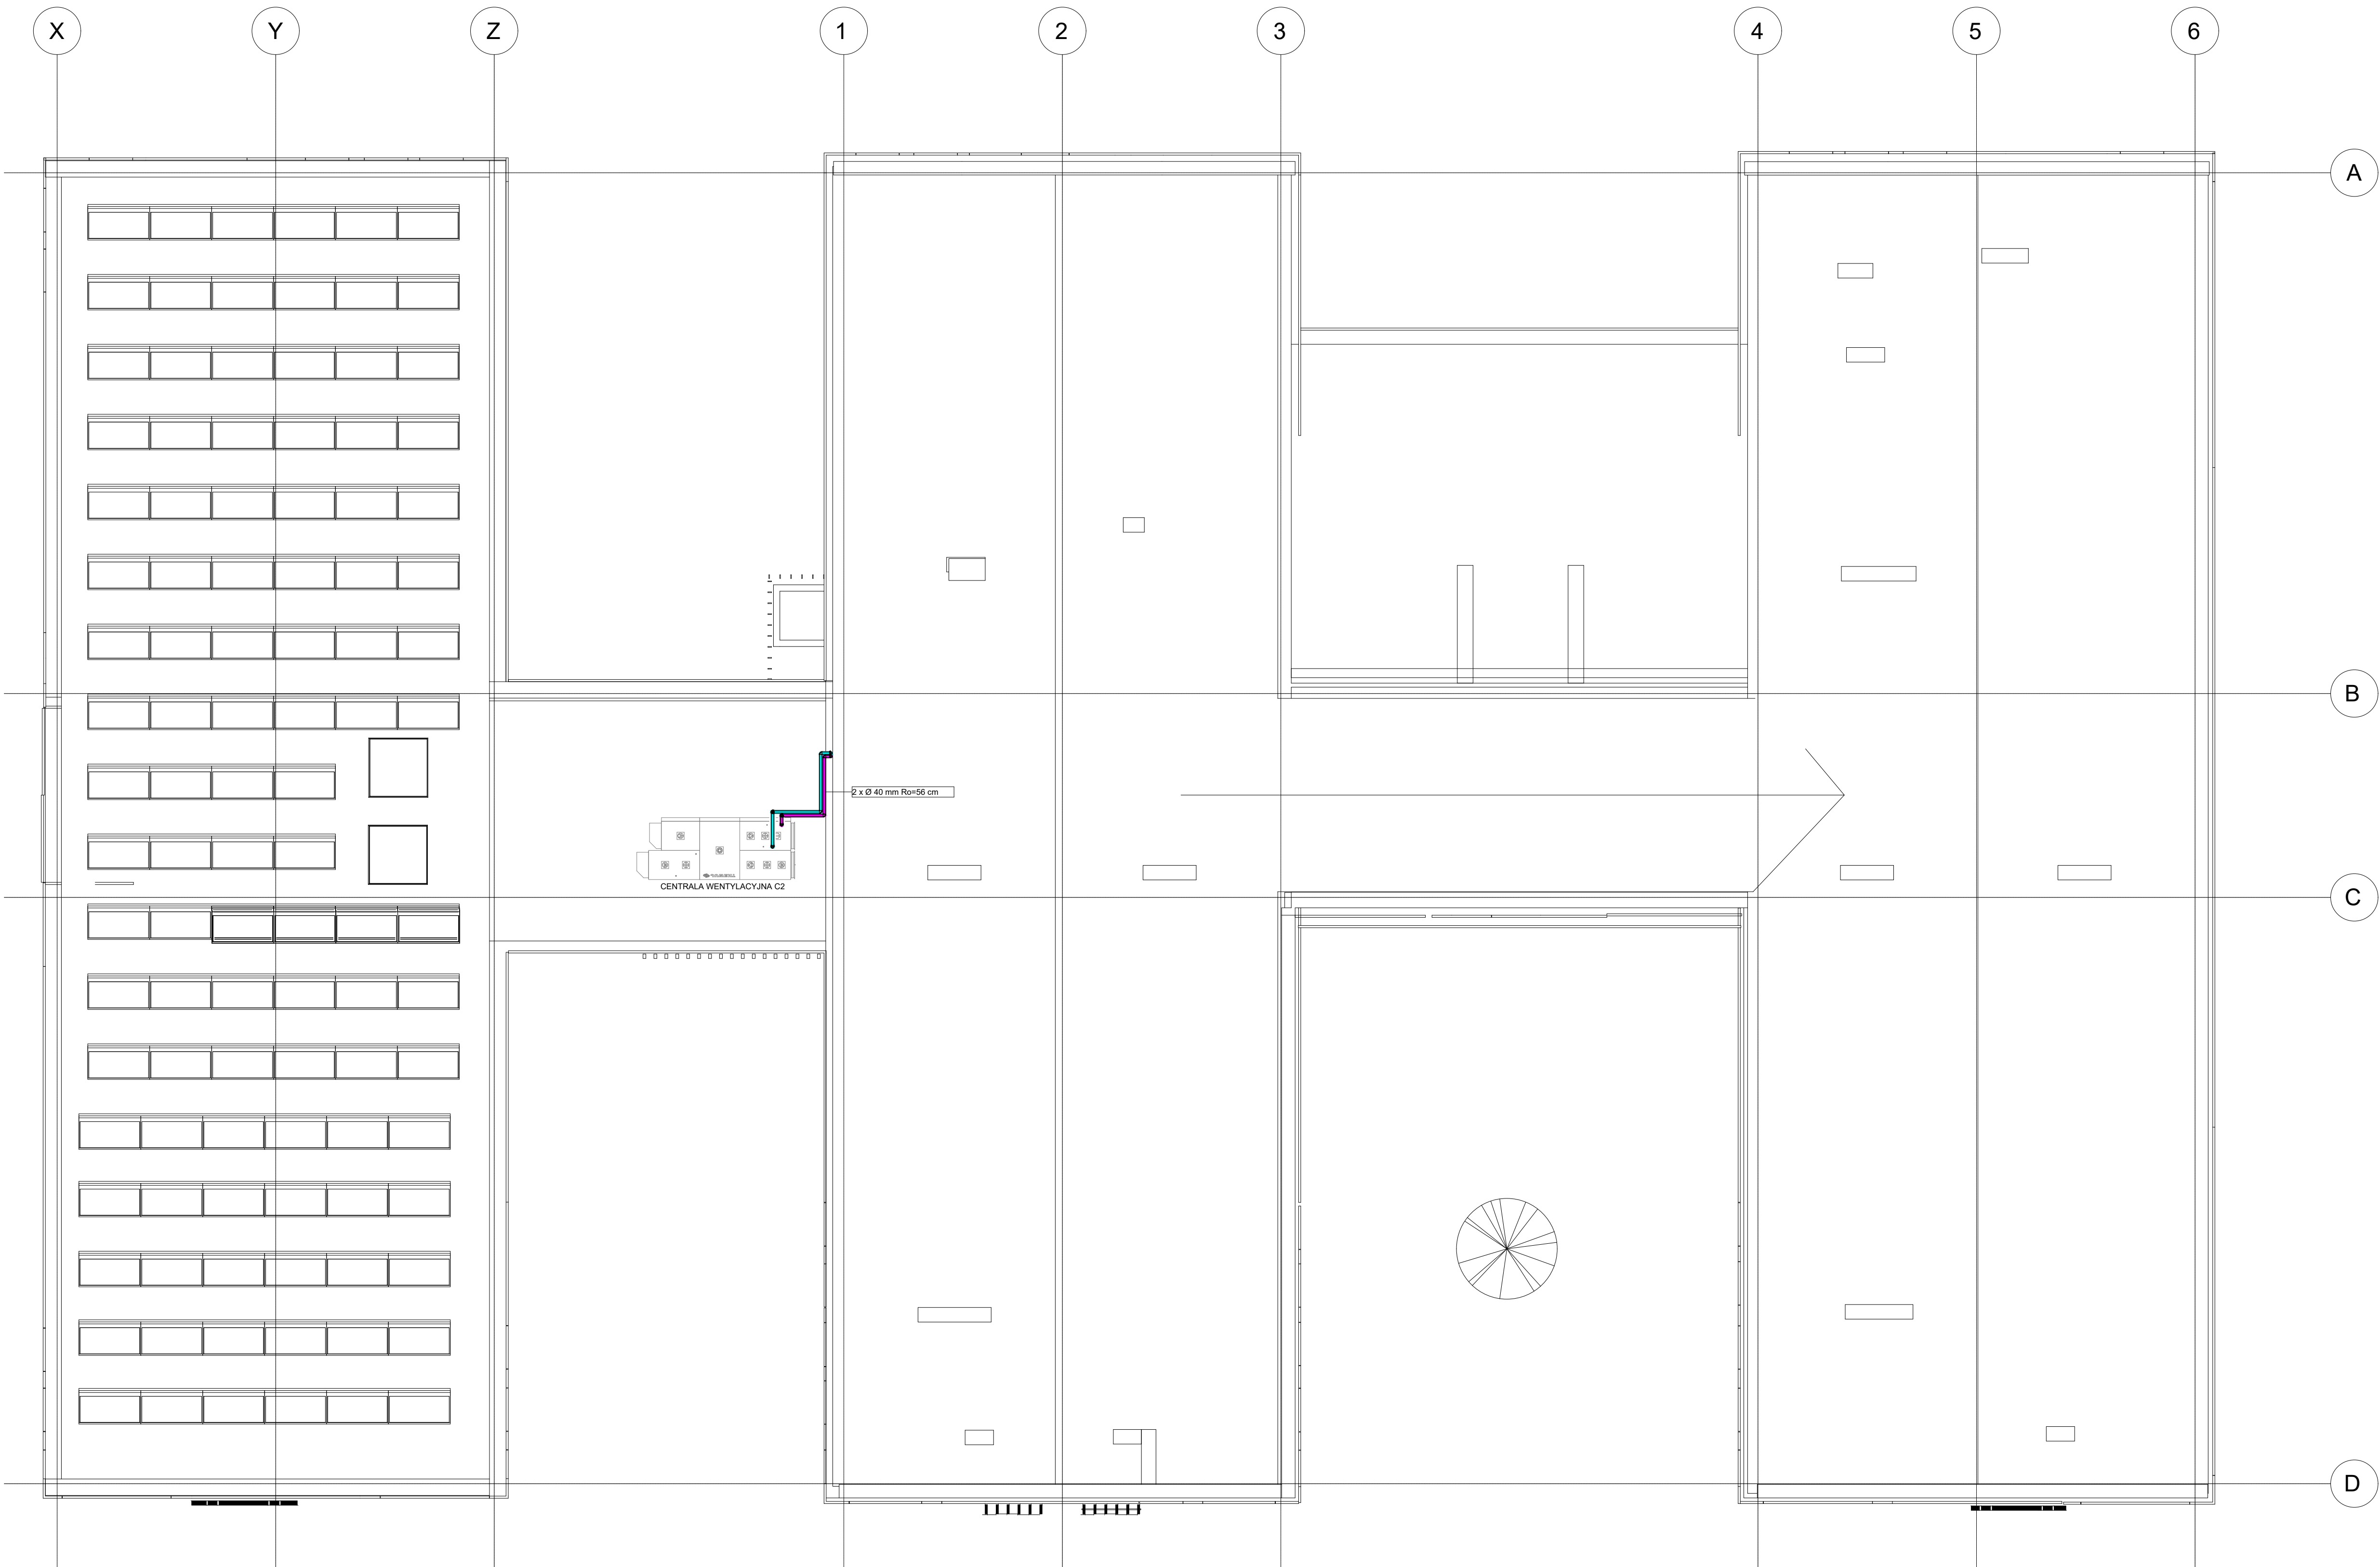 X
Y
Z
1
2
3
4
5
6
A
B
2 x Ø 40 mm Ro=56 cm
CENTRALA WENTYLACYJNA C2
C
D